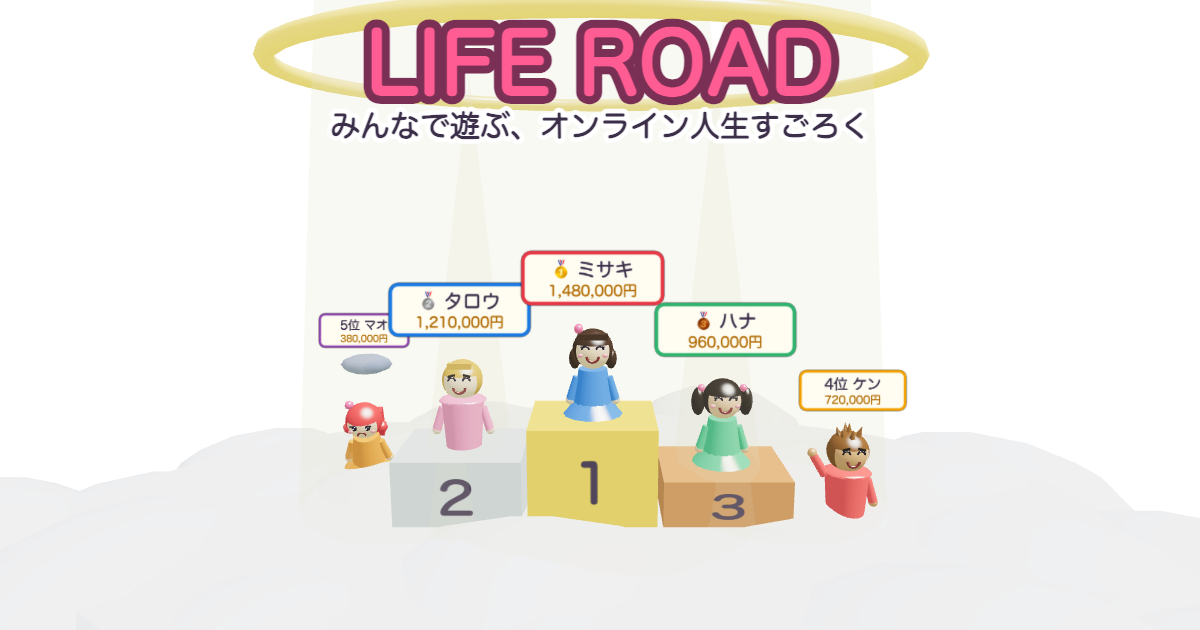 LIFE ROAD
みんなで遊ぶ、オンライン人生すごろく
ミサキ
1,480,000円
タロウ
1,210,000円
ハナ
960,000円
5位 マオ
380,000円
4位 ケン
720,000円
2
1
3